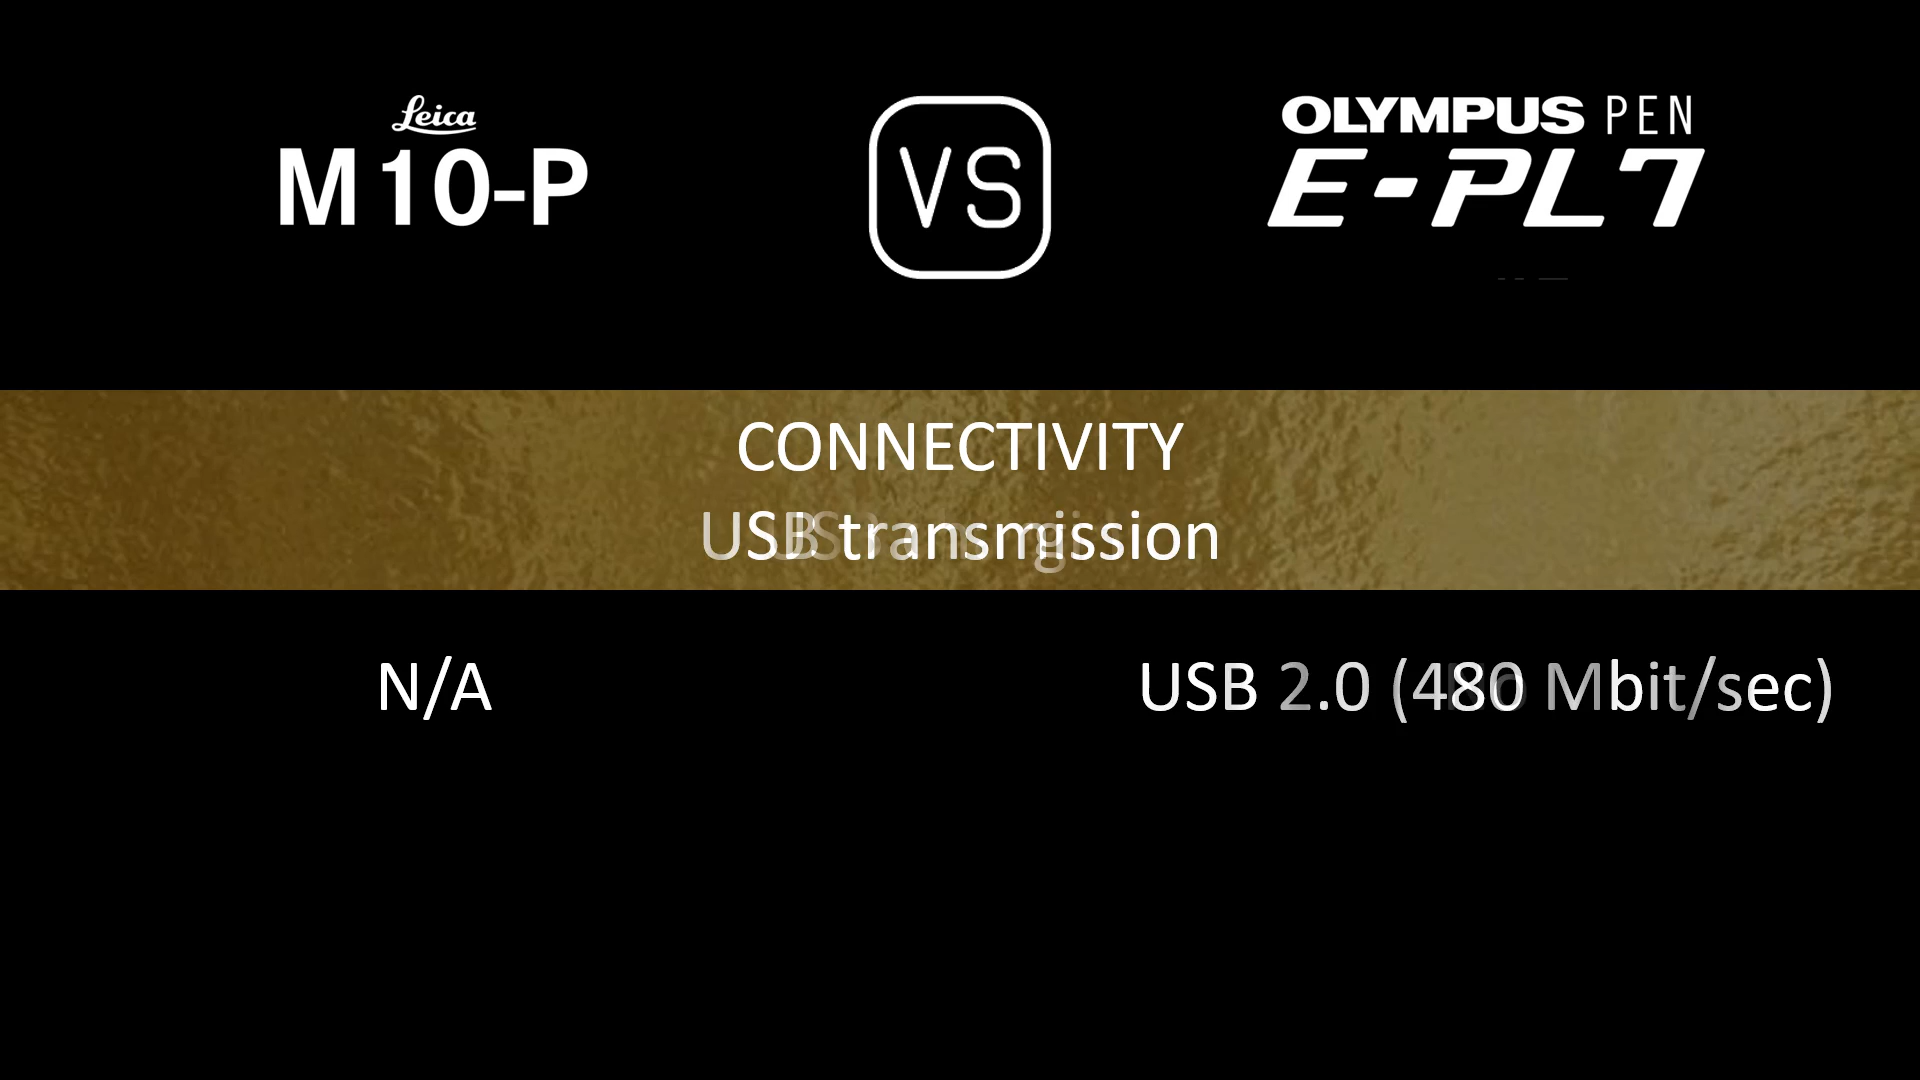 Leica
M10-P
VS
OLYMPUS PEN
E-PL7
CONNECTIVITY
USB transmission
N/A
USB 2.0 (480 Mbit/sec)